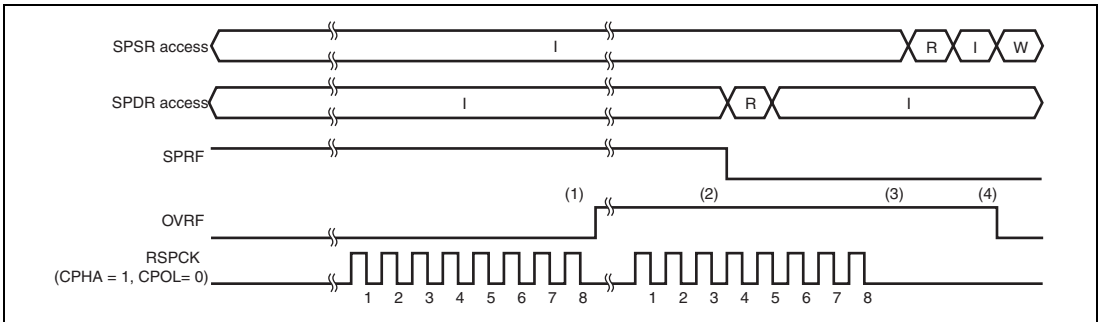 SPSR access I R I W
SPDR access I R I
SPRF
(1) (2) (3) (4)
OVRF
RSPCK
(CPHA = 1, CPOL= 0)
1 2 3 4 5 6 7 8 1 2 3 4 5 6 7 8